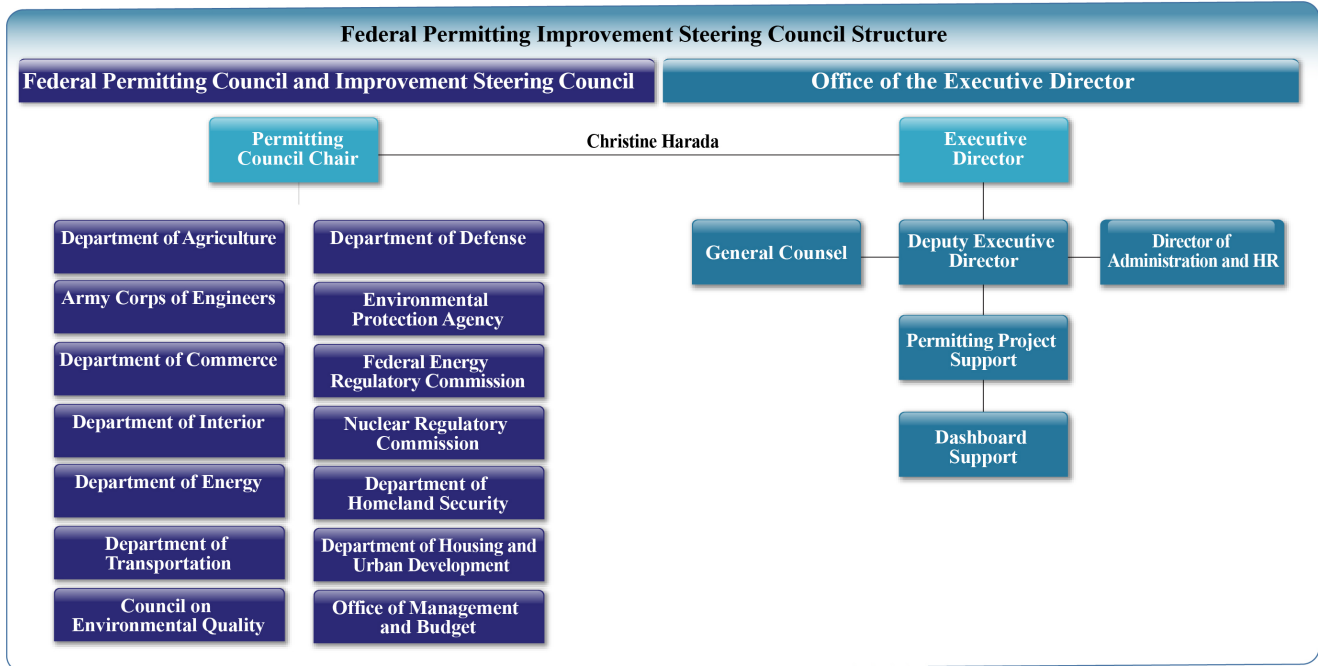 Federal Permitting Improvement Steering Council Structure
Federal Permitting Council and Improvement Steering Council
Office of the Executive Director
Permitting
Council Chair
Christine Harada
Executive
Director
Department of Agriculture
Department of Defense
Army Corps of Engineers
Environmental
Protection Agency
Department of Commerce
Federal Energy
Regulatory Commission
Department of Interior
Nuclear Regulatory
Commission
Department of Energy
Department of
Homeland Security
Department of
Transportation
Department of Housing and
Urban Development
Council on
Environmental Quality
Office of Management
and Budget
General Counsel
Deputy Executive
Director
Director of
Administration and HR
Permitting Project
Support
Dashboard
Support